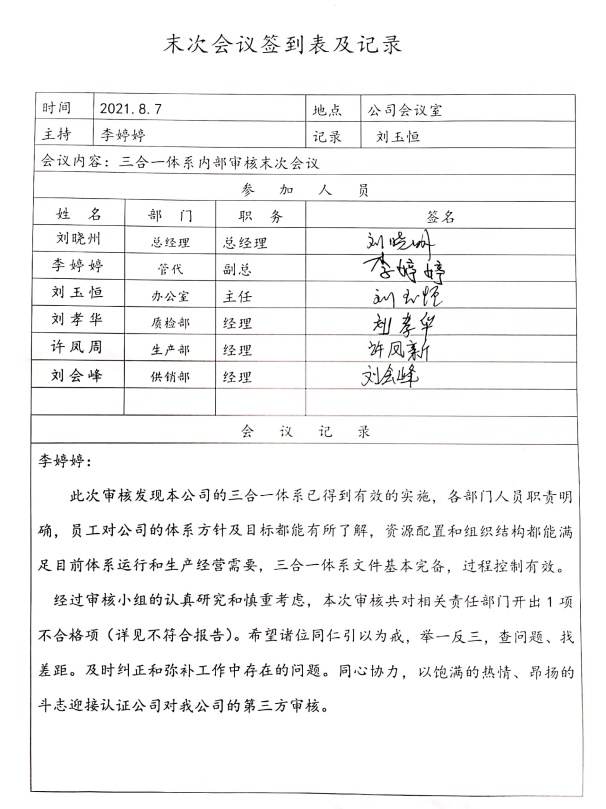 末次会议签到表及记录
时间 2021.8.7 地点 公司会议室
主持 李婷婷 记录 刘玉恒
会议内容：三合一体系内部审核末次会议
参 加 人 员
姓 名 部 门 职 务 签名
刘晓州 总经理 总经理 刘晓州
李婷婷 管代 副总 李婷婷
刘玉恒 办公室 主任 刘玉恒
刘孝华 质检部 经理 刘孝华
许凤周 生产部 经理 许凤新
刘会峰 供销部 经理 刘会峰
会 议 记 录
李婷婷：
此次审核发现本公司的三合一体系已得到有效的实施，各部门人员职责明
确，员工对公司的体系方针及目标都能有所了解，资源配置和组织结构都能满
足目前体系运行和生产经营需要，三合一体系文件基本完备，过程控制有效。
经过审核小组的认真研究和慎重考虑，本次审核共对相关责任部门开出 1 项
不合格项（详见不符合报告）。希望诸位同仁引以为戒，举一反三，查问题、找
差距。及时纠正和弥补工作中存在的问题。同心协力，以饱满的热情、昂扬的
斗志迎接认证公司对我公司的第三方审核。